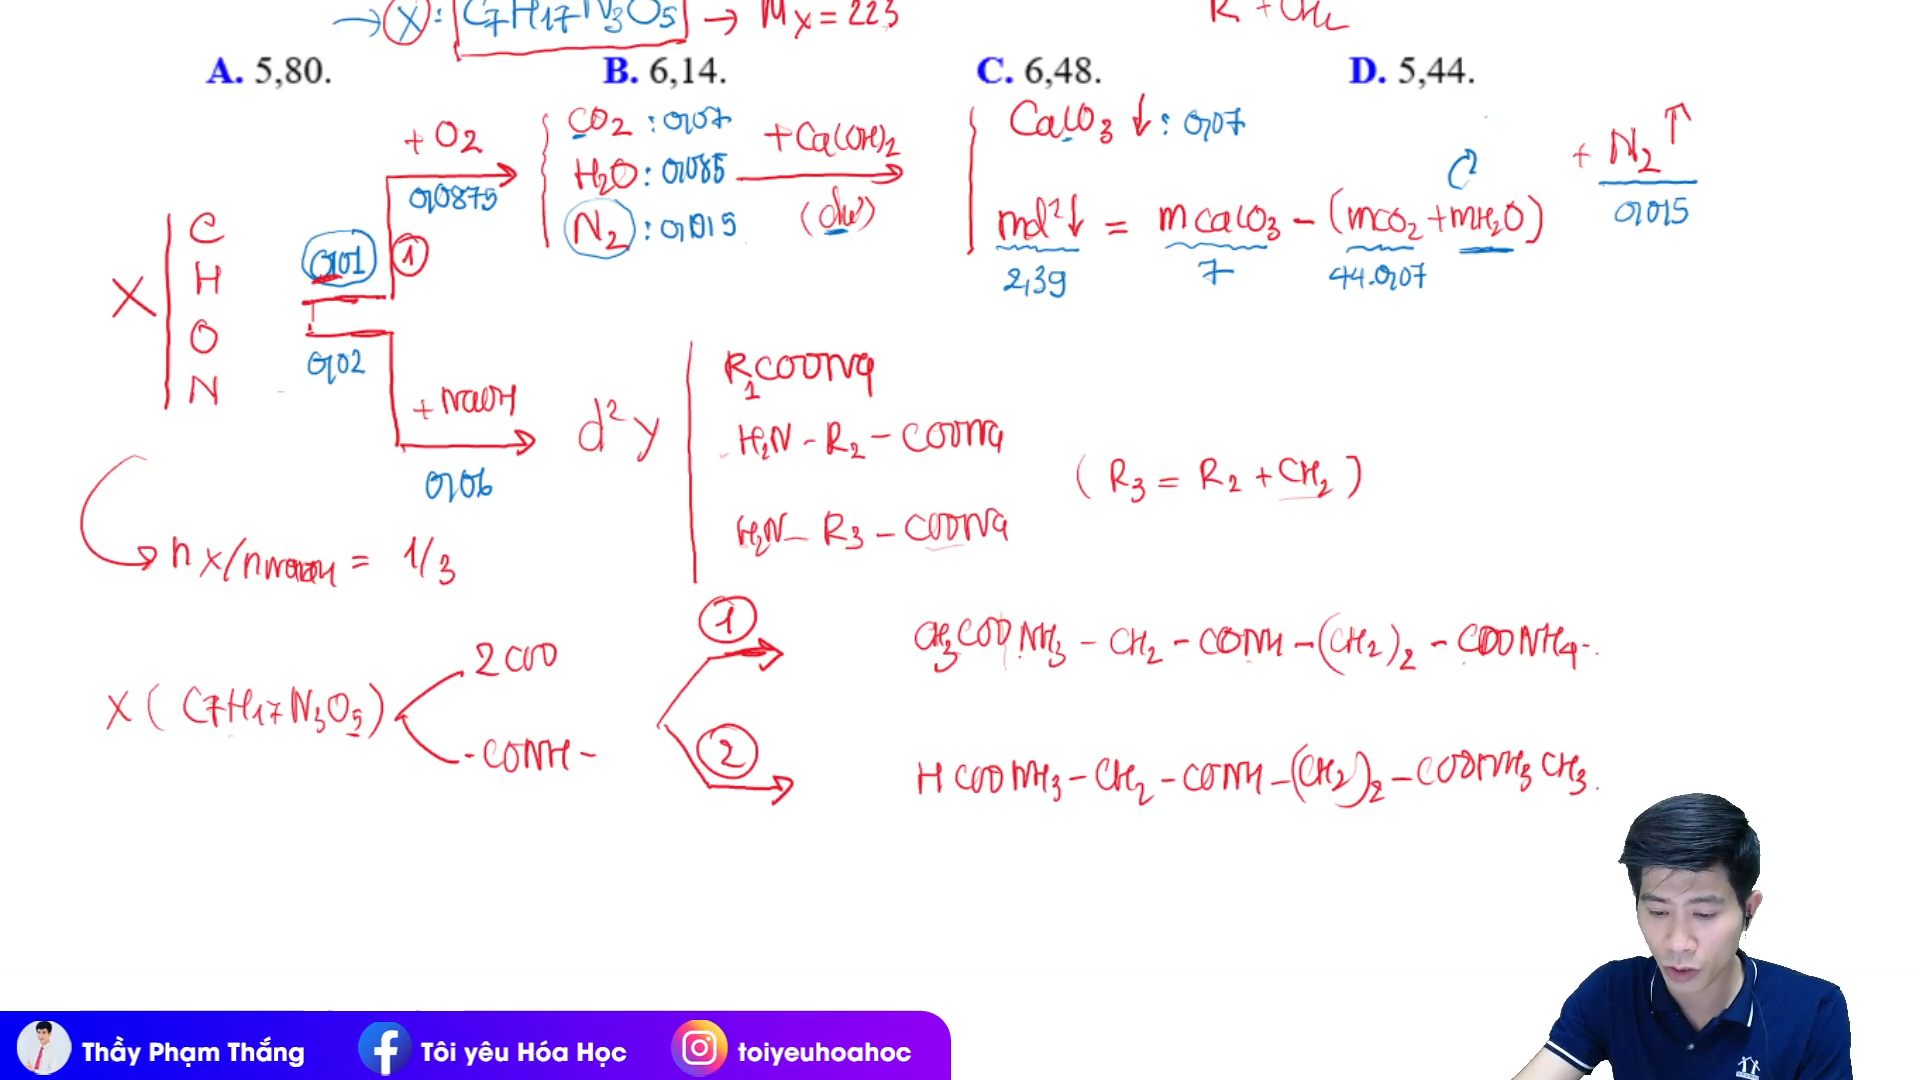 → X : C7H17N3O5 → Mx = 223
R + CH2
A. 5,80. B. 6,14. C. 6,48. D. 5,44.
X
C
H
O
N
0,01
+ O2
0,0875
1
CO2 : 0,07
H2O : 0,085
N2 : 0,015
+ Ca(OH)2
(dư)
CaCO3 ↓ : 0,07
+ N2 ↑
0,015
md² ↓ = mCaCO3 - (mCO2 + mH2O)
2,39 7 44.0,07
0,02
+ NaOH
0,06
d² y
R1COONa
H2N - R2 - COONa
H2N - R3 - COONa
( R3 = R2 + CH2 )
nX/nNaOH = 1/3
X ( C7H17N3O5 )
2COO
- CONH -
1
CH3COONH3 - CH2 - CONH - (CH2)2 - COONH4.
2
HCOONH3 - CH2 - CONH - (CH2)2 - COONH3CH3.
Thầy Phạm Thắng Tôi yêu Hóa Học toiyeuhoahoc